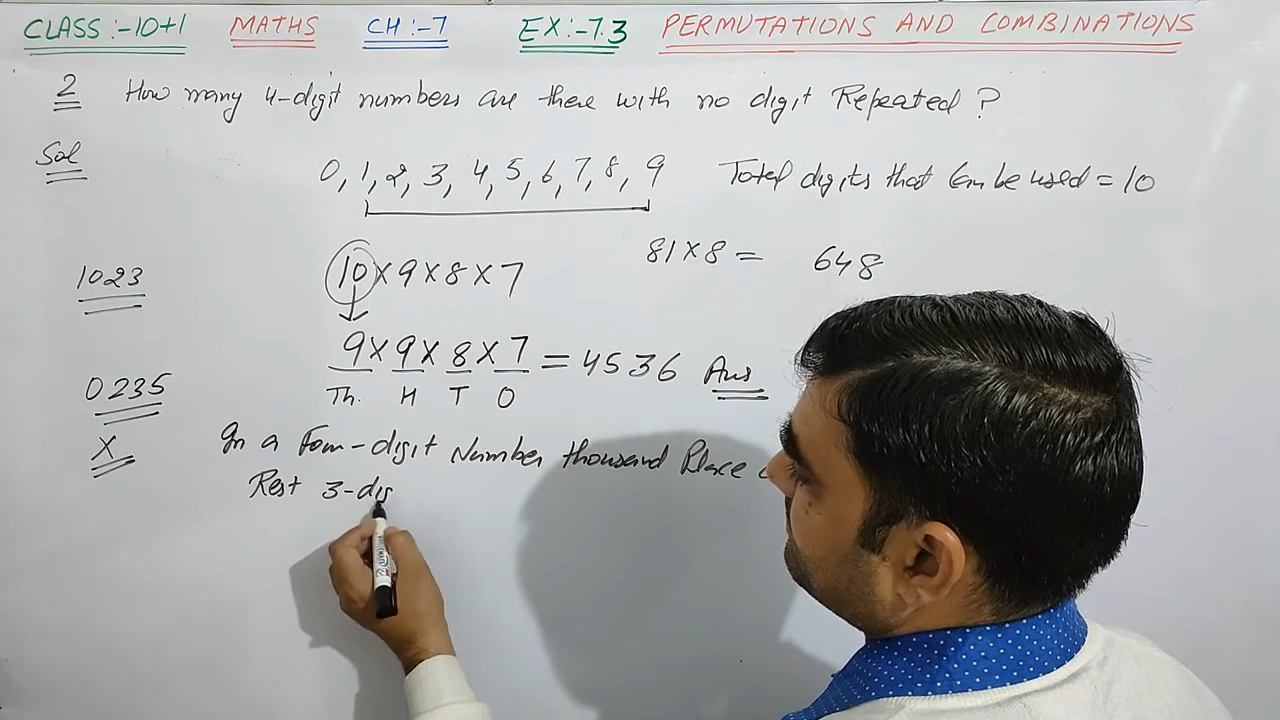 CLASS:-10+1 MATHS CH:-7 EX:-7.3 PERMUTATIONS AND COMBINATIONS
2 How many 4-digit numbers are there with no digit Repeated?
Sol 0, 1, 2, 3, 4, 5, 6, 7, 8, 9 Total digits that can be used = 10
81×8 = 648
1023 10×9×8×7
9×9×8×7 = 4536 Ans
Th. H T O
0235
X
In a Four-digit Number thousand Place
Rest 3-dig